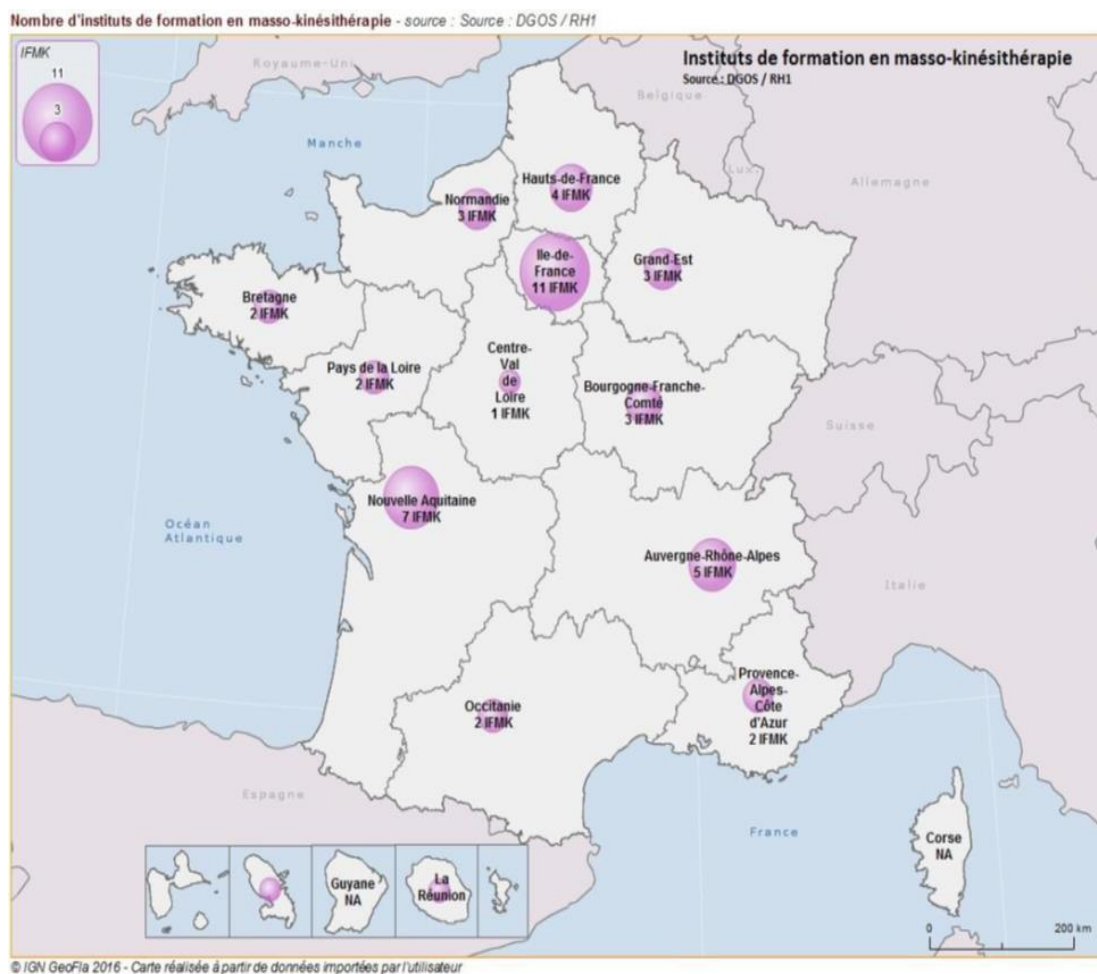 Nombre d'instituts de formation en masso-kinésithérapie - source : Source : DGOS / RH1
IFMK
11
3
Instituts de formation en masso-kinésithérapie
Source : DGOS / RH1
Royaume-Uni
Belgique
Manche
Lux.
Allemagne
Hauts-de-France
4 IFMK
Normandie
3 IFMK
Ile-de-
France
11 IFMK
Grand-Est
3 IFMK
Bretagne
2 IFMK
Pays de la Loire
2 IFMK
Centre-
Val
de
Loire
1 IFMK
Bourgogne-Franche-
Comté
3 IFMK
Suisse
Nouvelle Aquitaine
7 IFMK
Océan
Atlantique
Auvergne-Rhône-Alpes
5 IFMK
Italie
Provence-
Alpes-
Côte
d'Azur
2 IFMK
Occitanie
2 IFMK
Espagne
France
Corse
NA
Guyane
NA
La
Réunion
0
200 km
© IGN GeoFla 2016 - Carte réalisée à partir de données importées par l'utilisateur